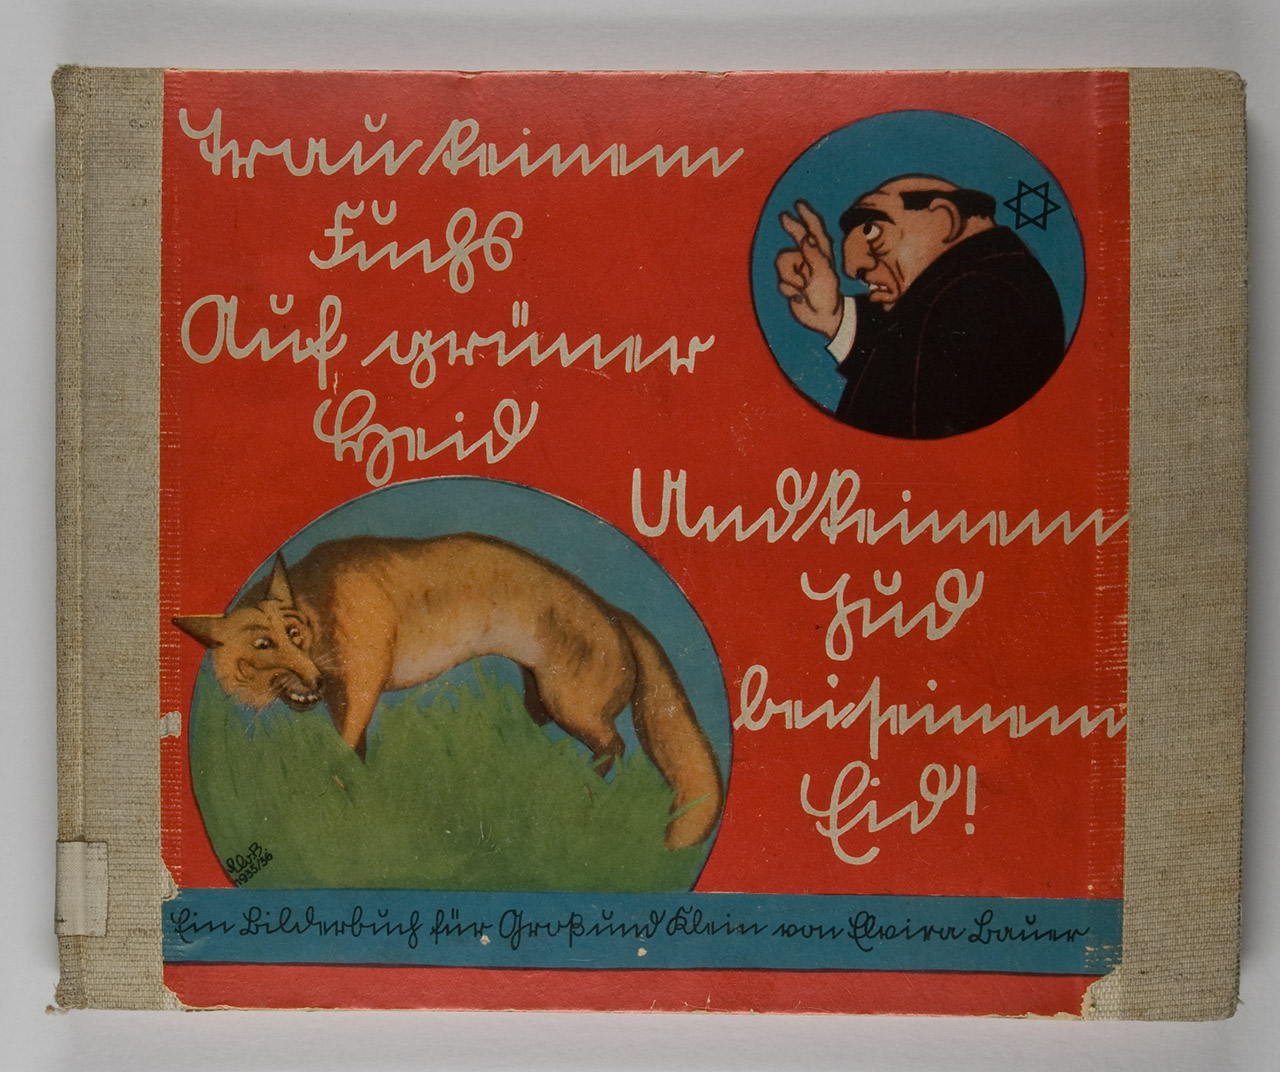 Trau keinem
Fuchs
Auf grüner
Heid
Und keinem
Jud
bei seinem
Eid!
ElvB
1935/36
Ein Bilderbuch für Groß und Klein von Elvira Bauer